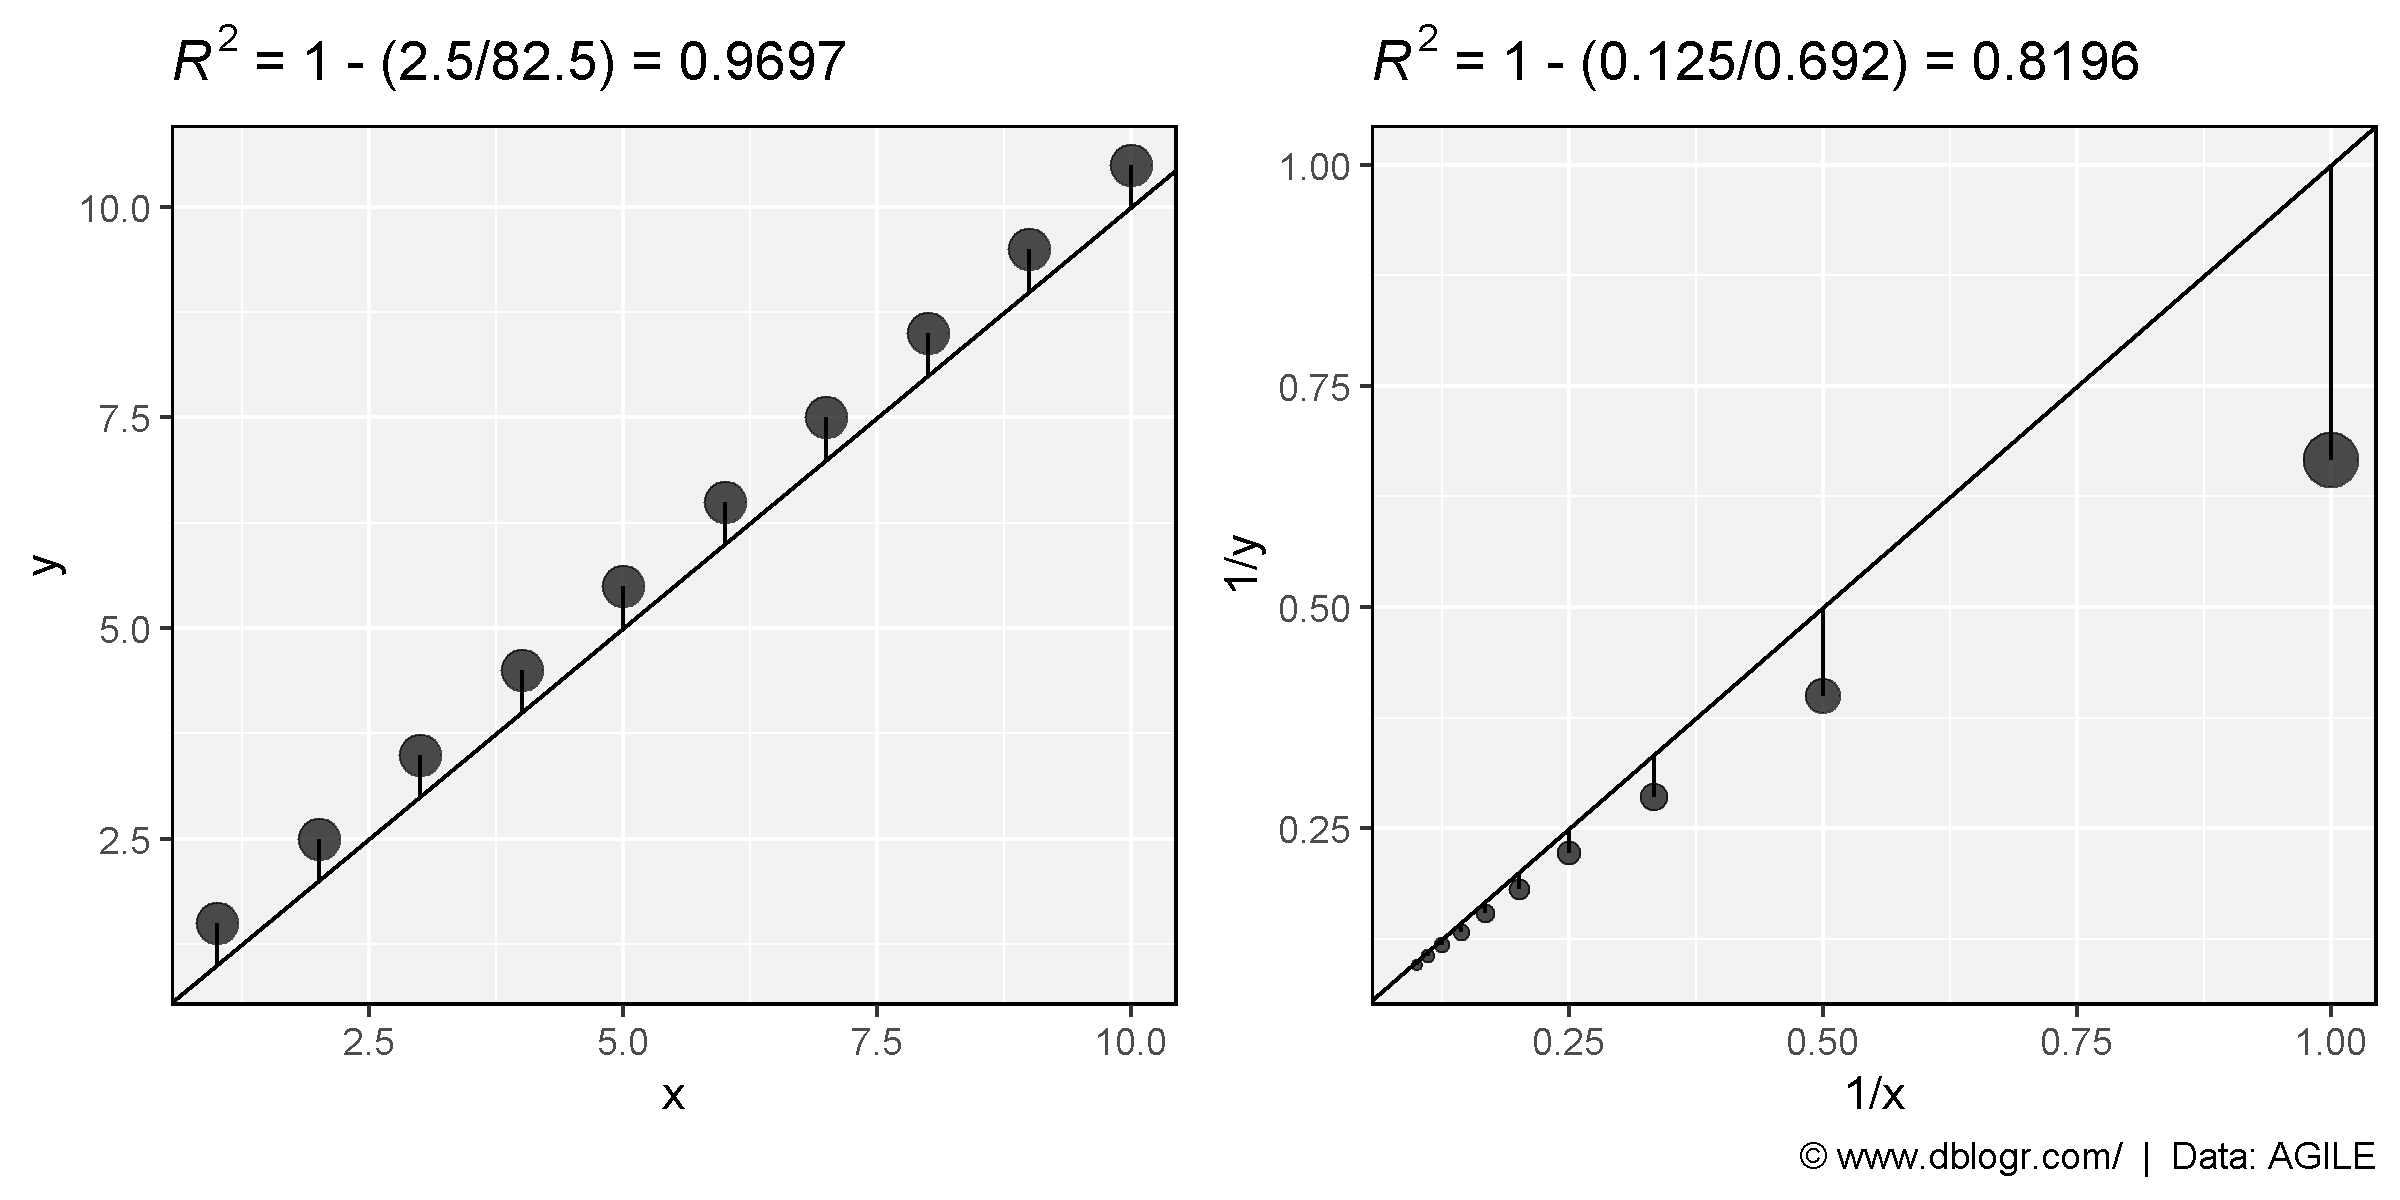 R² = 1 - (2.5/82.5) = 0.9697
R² = 1 - (0.125/0.692) = 0.8196
y
10.0
7.5
5.0
2.5
2.5 5.0 7.5 10.0
x
1/y
1.00
0.75
0.50
0.25
0.25 0.50 0.75 1.00
1/x
© www.dblogr.com/ | Data: AGILE